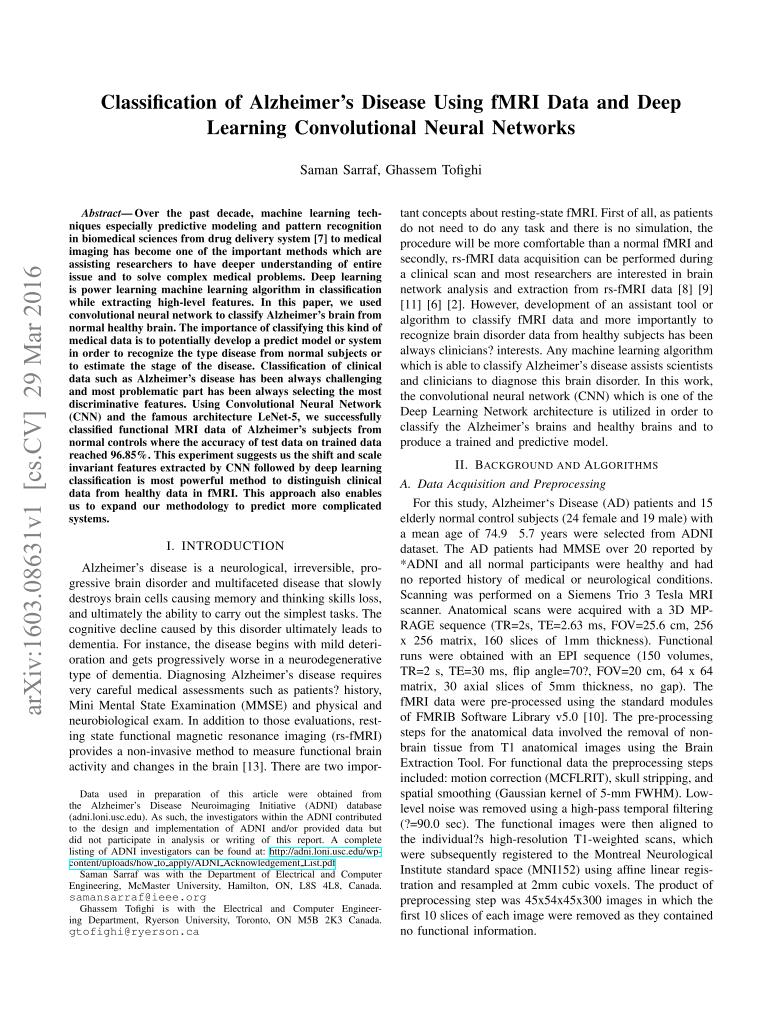 Classification of Alzheimer's Disease Using fMRI Data and Deep
Learning Convolutional Neural Networks
Saman Sarraf, Ghassem Tofighi
Abstract— Over the past decade, machine learning tech-
niques especially predictive modeling and pattern recognition
in biomedical sciences from drug delivery system [7] to medical
imaging has become one of the important methods which are
assisting researchers to have deeper understanding of entire
issue and to solve complex medical problems. Deep learning
is power learning machine learning algorithm in classification
while extracting high-level features. In this paper, we used
convolutional neural network to classify Alzheimer's brain from
normal healthy brain. The importance of classifying this kind of
medical data is to potentially develop a predict model or system
in order to recognize the type disease from normal subjects or
to estimate the stage of the disease. Classification of clinical
data such as Alzheimer's disease has been always challenging
and most problematic part has been always selecting the most
discriminative features. Using Convolutional Neural Network
(CNN) and the famous architecture LeNet-5, we successfully
classified functional MRI data of Alzheimer's subjects from
normal controls where the accuracy of test data on trained data
reached 96.85%. This experiment suggests us the shift and scale
invariant features extracted by CNN followed by deep learning
classification is most powerful method to distinguish clinical
data from healthy data in fMRI. This approach also enables
us to expand our methodology to predict more complicated
systems.
I. INTRODUCTION
Alzheimer's disease is a neurological, irreversible, pro-
gressive brain disorder and multifaceted disease that slowly
destroys brain cells causing memory and thinking skills loss,
and ultimately the ability to carry out the simplest tasks. The
cognitive decline caused by this disorder ultimately leads to
dementia. For instance, the disease begins with mild deteri-
oration and gets progressively worse in a neurodegenerative
type of dementia. Diagnosing Alzheimer's disease requires
very careful medical assessments such as patients? history,
Mini Mental State Examination (MMSE) and physical and
neurobiological exam. In addition to those evaluations, rest-
ing state functional magnetic resonance imaging (rs-fMRI)
provides a non-invasive method to measure functional brain
activity and changes in the brain [13]. There are two impor-
Data used in preparation of this article were obtained from
the Alzheimer's Disease Neuroimaging Initiative (ADNI) database
(adni.loni.usc.edu). As such, the investigators within the ADNI contributed
to the design and implementation of ADNI and/or provided data but
did not participate in analysis or writing of this report. A complete
listing of ADNI investigators can be found at: http://adni.loni.usc.edu/wp-
content/uploads/how_to_apply/ADNI_Acknowledgement_List.pdf
Saman Sarraf was with the Department of Electrical and Computer
Engineering, McMaster University, Hamilton, ON, L8S 4L8, Canada.
samansarraf@ieee.org
Ghassem Tofighi is with the Electrical and Computer Engineer-
ing Department, Ryerson University, Toronto, ON M5B 2K3 Canada.
gtofighi@ryerson.ca
tant concepts about resting-state fMRI. First of all, as patients
do not need to do any task and there is no simulation, the
procedure will be more comfortable than a normal fMRI and
secondly, rs-fMRI data acquisition can be performed during
a clinical scan and most researchers are interested in brain
network analysis and extraction from rs-fMRI data [8] [9]
[11] [6] [2]. However, development of an assistant tool or
algorithm to classify fMRI data and more importantly to
recognize brain disorder data from healthy subjects has been
always clinicians? interests. Any machine learning algorithm
which is able to classify Alzheimer's disease assists scientists
and clinicians to diagnose this brain disorder. In this work,
the convolutional neural network (CNN) which is one of the
Deep Learning Network architecture is utilized in order to
classify the Alzheimer's brains and healthy brains and to
produce a trained and predictive model.
II. BACKGROUND AND ALGORITHMS
A. Data Acquisition and Preprocessing
For this study, Alzheimer‘s Disease (AD) patients and 15
elderly normal control subjects (24 female and 19 male) with
a mean age of 74.9 5.7 years were selected from ADNI
dataset. The AD patients had MMSE over 20 reported by
*ADNI and all normal participants were healthy and had
no reported history of medical or neurological conditions.
Scanning was performed on a Siemens Trio 3 Tesla MRI
scanner. Anatomical scans were acquired with a 3D MP-
RAGE sequence (TR=2s, TE=2.63 ms, FOV=25.6 cm, 256
x 256 matrix, 160 slices of 1mm thickness). Functional
runs were obtained with an EPI sequence (150 volumes,
TR=2 s, TE=30 ms, flip angle=70?, FOV=20 cm, 64 x 64
matrix, 30 axial slices of 5mm thickness, no gap). The
fMRI data were pre-processed using the standard modules
of FMRIB Software Library v5.0 [10]. The pre-processing
steps for the anatomical data involved the removal of non-
brain tissue from T1 anatomical images using the Brain
Extraction Tool. For functional data the preprocessing steps
included: motion correction (MCFLRIT), skull stripping, and
spatial smoothing (Gaussian kernel of 5-mm FWHM). Low-
level noise was removed using a high-pass temporal filtering
(?=90.0 sec). The functional images were then aligned to
the individual?s high-resolution T1-weighted scans, which
were subsequently registered to the Montreal Neurological
Institute standard space (MNI152) using affine linear regis-
tration and resampled at 2mm cubic voxels. The product of
preprocessing step was 45x54x45x300 images in which the
first 10 slices of each image were removed as they contained
no functional information.
arXiv:1603.08631v1 [cs.CV] 29 Mar 2016